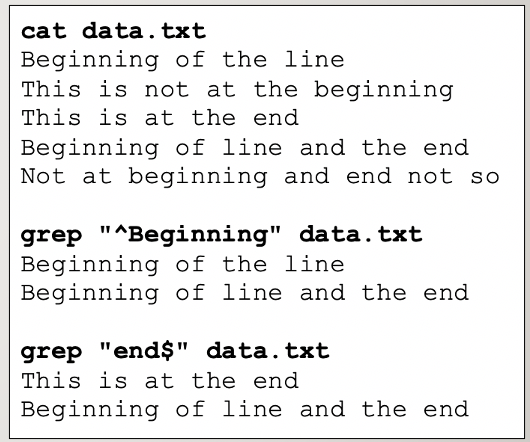 cat data.txt
Beginning of the line
This is not at the beginning
This is at the end
Beginning of line and the end
Not at beginning and end not so
grep "^Beginning" data.txt
Beginning of the line
Beginning of line and the end
grep "end$" data.txt
This is at the end
Beginning of line and the end